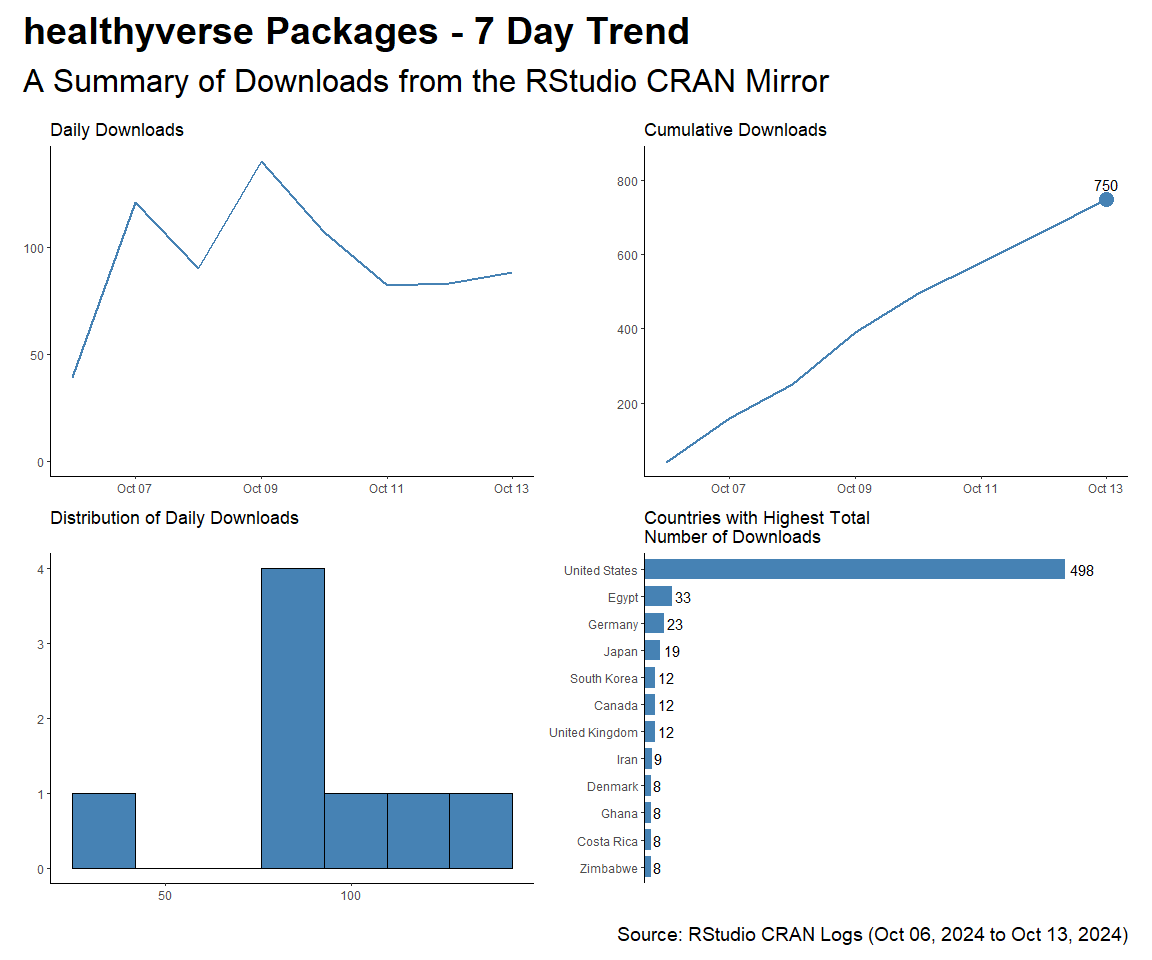 healthyverse Packages - 7 Day Trend
A Summary of Downloads from the RStudio CRAN Mirror
Daily Downloads
100
50
0
Oct 07
Oct 09
Oct 11
Oct 13
Cumulative Downloads
800
600
400
200
750
Oct 07
Oct 09
Oct 11
Oct 13
Distribution of Daily Downloads
4
3
2
1
0
50
100
Countries with Highest Total
Number of Downloads
United States 498
Egypt 33
Germany 23
Japan 19
South Korea 12
Canada 12
United Kingdom 12
Iran 9
Denmark 8
Ghana 8
Costa Rica 8
Zimbabwe 8
Source: RStudio CRAN Logs (Oct 06, 2024 to Oct 13, 2024)